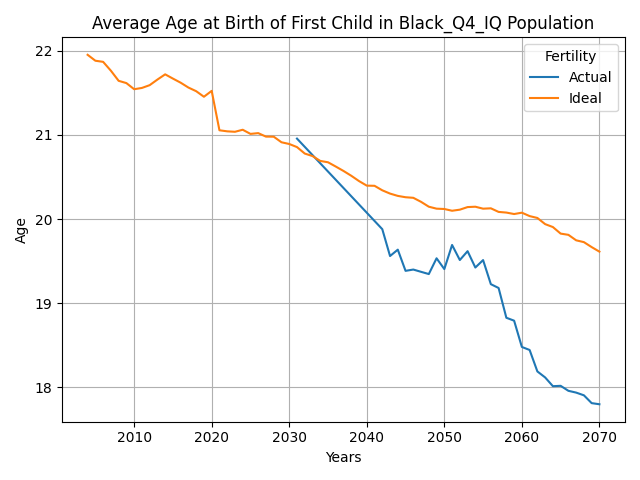 Average Age at Birth of First Child in Black_Q4_IQ Population
Fertility
Actual
Ideal
22
21
20
19
18
Age
2010 2020 2030 2040 2050 2060 2070
Years